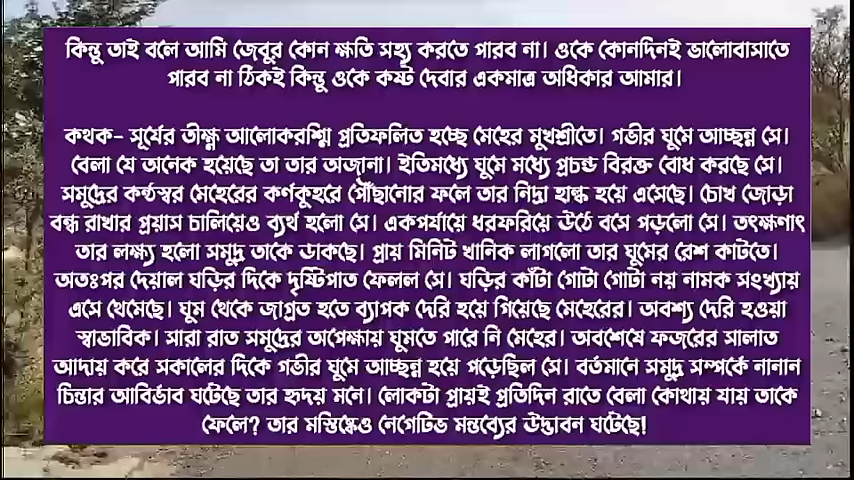 কিন্তু তাই বলে আমি জেবুর কোন ক্ষতি সহ্য করতে পারব না। ওকে কোনদিনই ভালোবাসাতে
পারব না ঠিকই কিন্তু ওকে কষ্ট দেবার একমাত্র অধিকার আমার।
কথক- সূর্যের তীক্ষ্ণ আলোকরশ্মি প্রতিফলিত হচ্ছে মেহের মুখশ্রীতে। গভীর ঘুমে আচ্ছন্ন সে।
বেলা যে অনেক হয়েছে তা তার অজানা। ইতিমধ্যে ঘুমে মধ্যে প্রচন্ড বিরক্ত বোধ করছে সে।
সমুদ্রের কন্ঠস্বর মেহেরের কর্ণকুহরে পৌঁছানোর ফলে তার নিদ্রা হাল্ক হয়ে এসেছে। চোখ জোড়া
বন্ধ রাখার প্রয়াস চালিয়েও ব্যর্থ হলো সে। একপর্যায়ে ধরফরিয়ে উঠে বসে পড়লো সে। তৎক্ষণাৎ
তার লক্ষ্য হলো সমুদ্র তাকে ডাকছে। প্রায় মিনিট খানিক লাগলো তার ঘুমের রেশ কাটতে।
অতঃপর দেয়াল ঘড়ির দিকে দৃষ্টিপাত ফেলল সে। ঘড়ির কাঁটা গোটা গোটা নয় নামক সংখ্যায়
এসে থেমেছে। ঘুম থেকে জাগ্রত হতে ব্যাপক দেরি হয়ে গিয়েছে মেহেরের। অবশ্য দেরি হওয়া
স্বাভাবিক। সারা রাত সমুদ্রের অপেক্ষায় ঘুমতে পারে নি মেহের। অবশেষে ফজরের সালাত
আদায় করে সকালের দিকে গভীর ঘুমে আচ্ছন্ন হয়ে পড়েছিল সে। বর্তমানে সমুদ্র সম্পর্কে নানান
চিন্তার আবির্ভাব ঘটেছে তার হৃদয় মনে। লোকটা প্রায়ই প্রতিদিন রাতে বেলা কোথায় যায় তাকে
ফেলে? তার মস্তিষ্কেও নেগেটিভ মন্তব্যের উদ্ভাবন ঘটেছে!